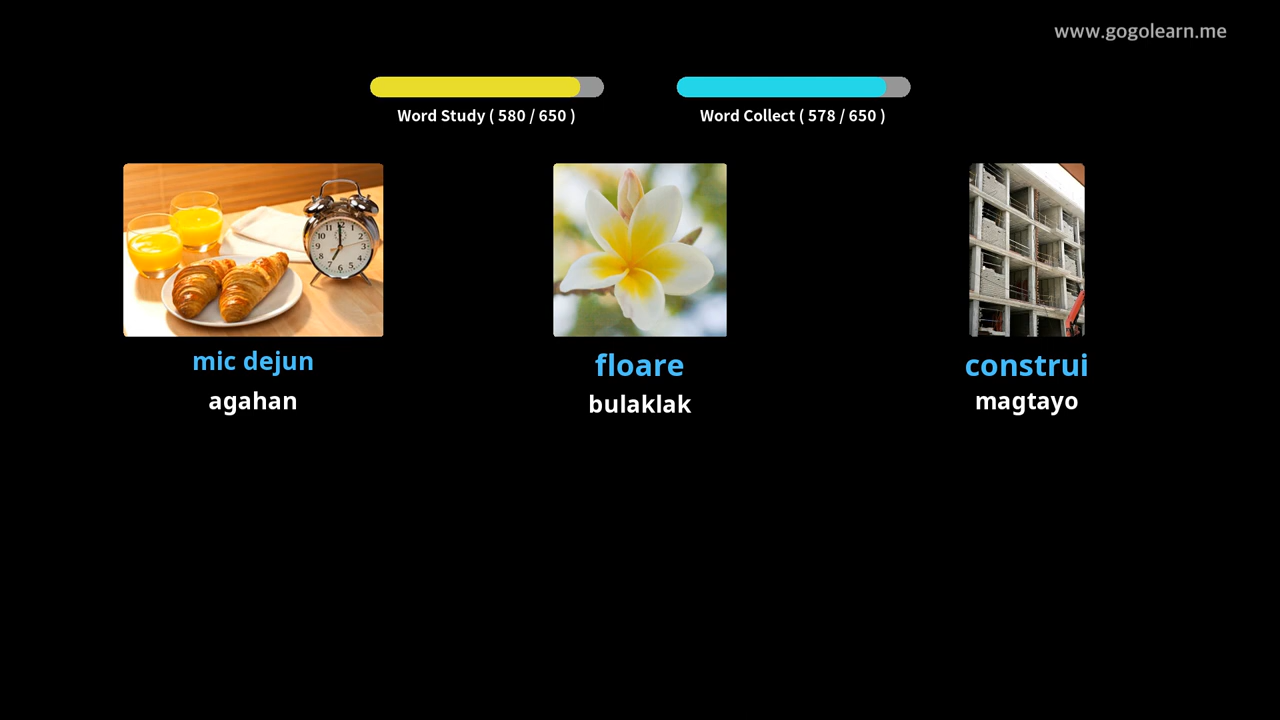 www.gogolearn.me
Word Study ( 580 / 650 )
Word Collect ( 578 / 650 )
mic dejun
agahan
floare
bulaklak
construi
magtayo